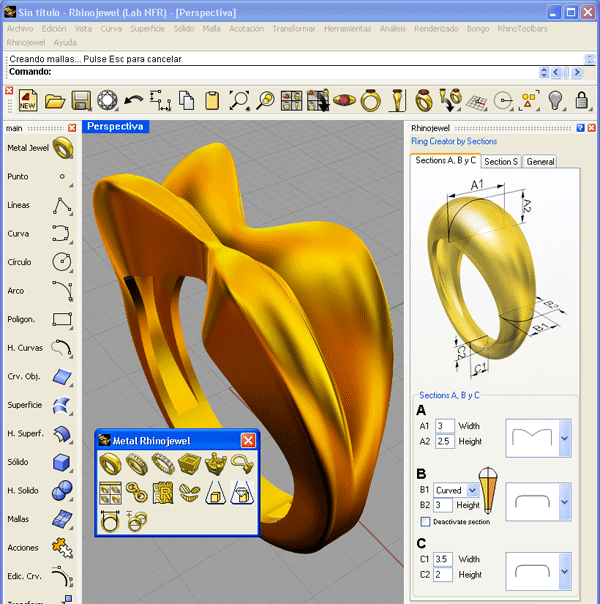 Sin título - Rhinojewel (Lab NFR) - [Perspectiva]
Archivo Edición Vista Curva Superficie Sólido Malla Acotación Transformar Herramientas Análisis Renderizado Bongo RhinoToolbars
Rhinojewel Ayuda
Creando mallas... Pulse Esc para cancelar
Comando:
NEW
main
Metal Jewel
Punto
Líneas
Curva
Círculo
Arco
Poligon.
H. Curvas
Crv. Obj.
Superficie
H. Superf.
Sólido
H. Solido
Mallas
Acciones
Edic. Crv.
Transform
Perspectiva
Metal Rhinojewel
Rhinojewel
Ring Creator by Sections
Sections A, B y C Section S General
A1
A2
B2
B1
C2
C1
Sections A, B y C
A
A1 3 Width
A2 2.5 Height
B
B1 Curved
B2 3 Height
Deactivate section
C
C1 3.5 Width
C2 2 Height